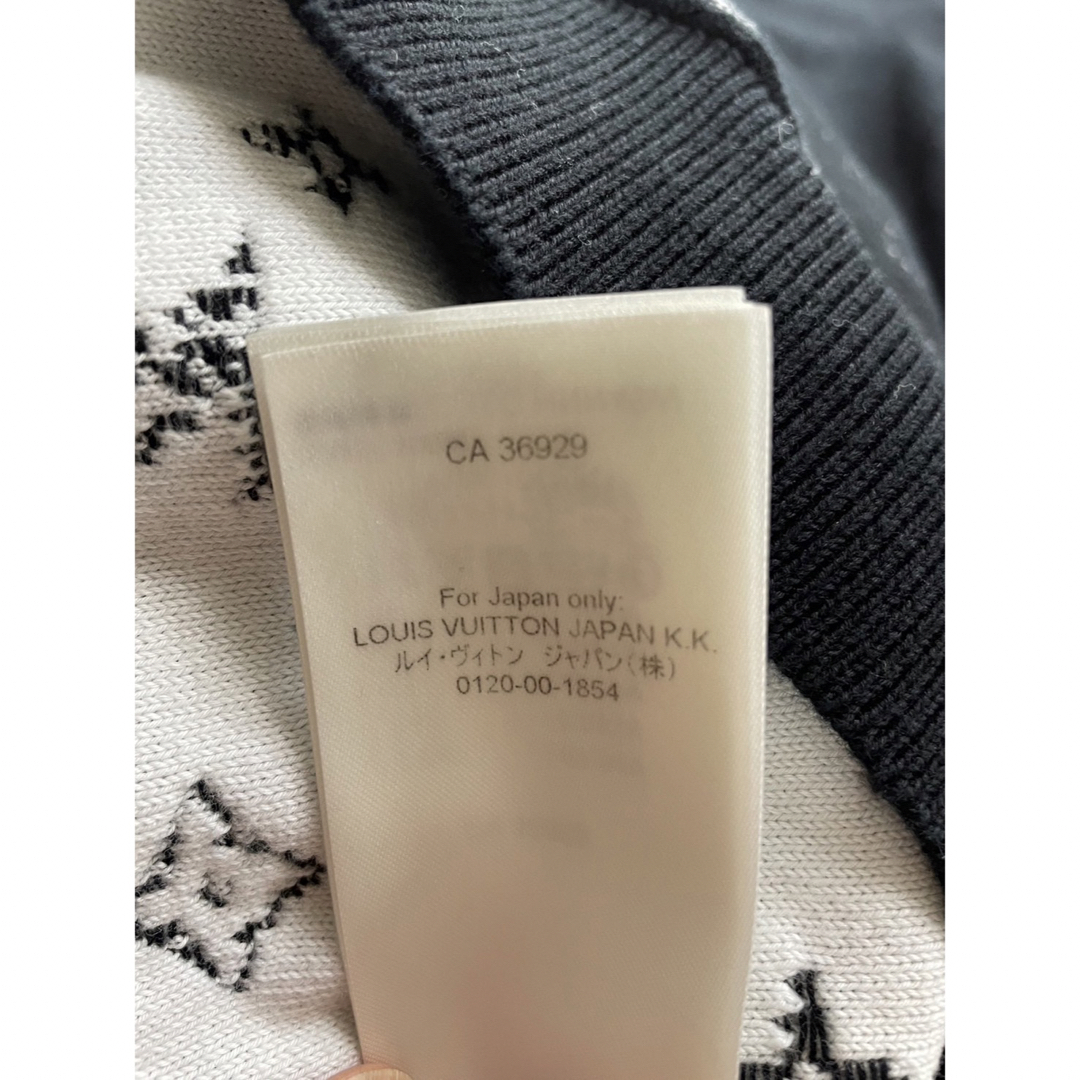 CA 36929
For Japan only:
LOUIS VUITTON JAPAN K.K.
ルイ・ヴィトン ジャパン(株)
0120-00-1854